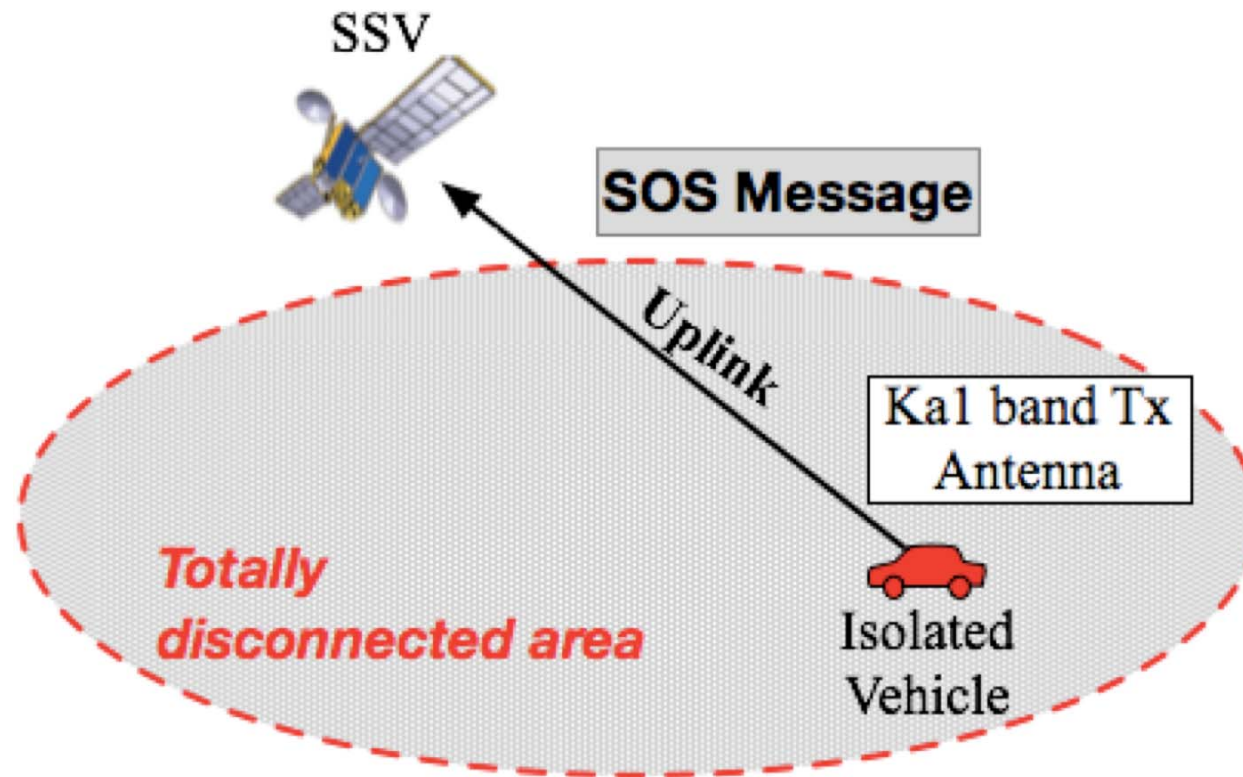 SSV
SOS Message
Uplink
Ka1 band Tx
Antenna
Totally
disconnected area
Isolated
Vehicle